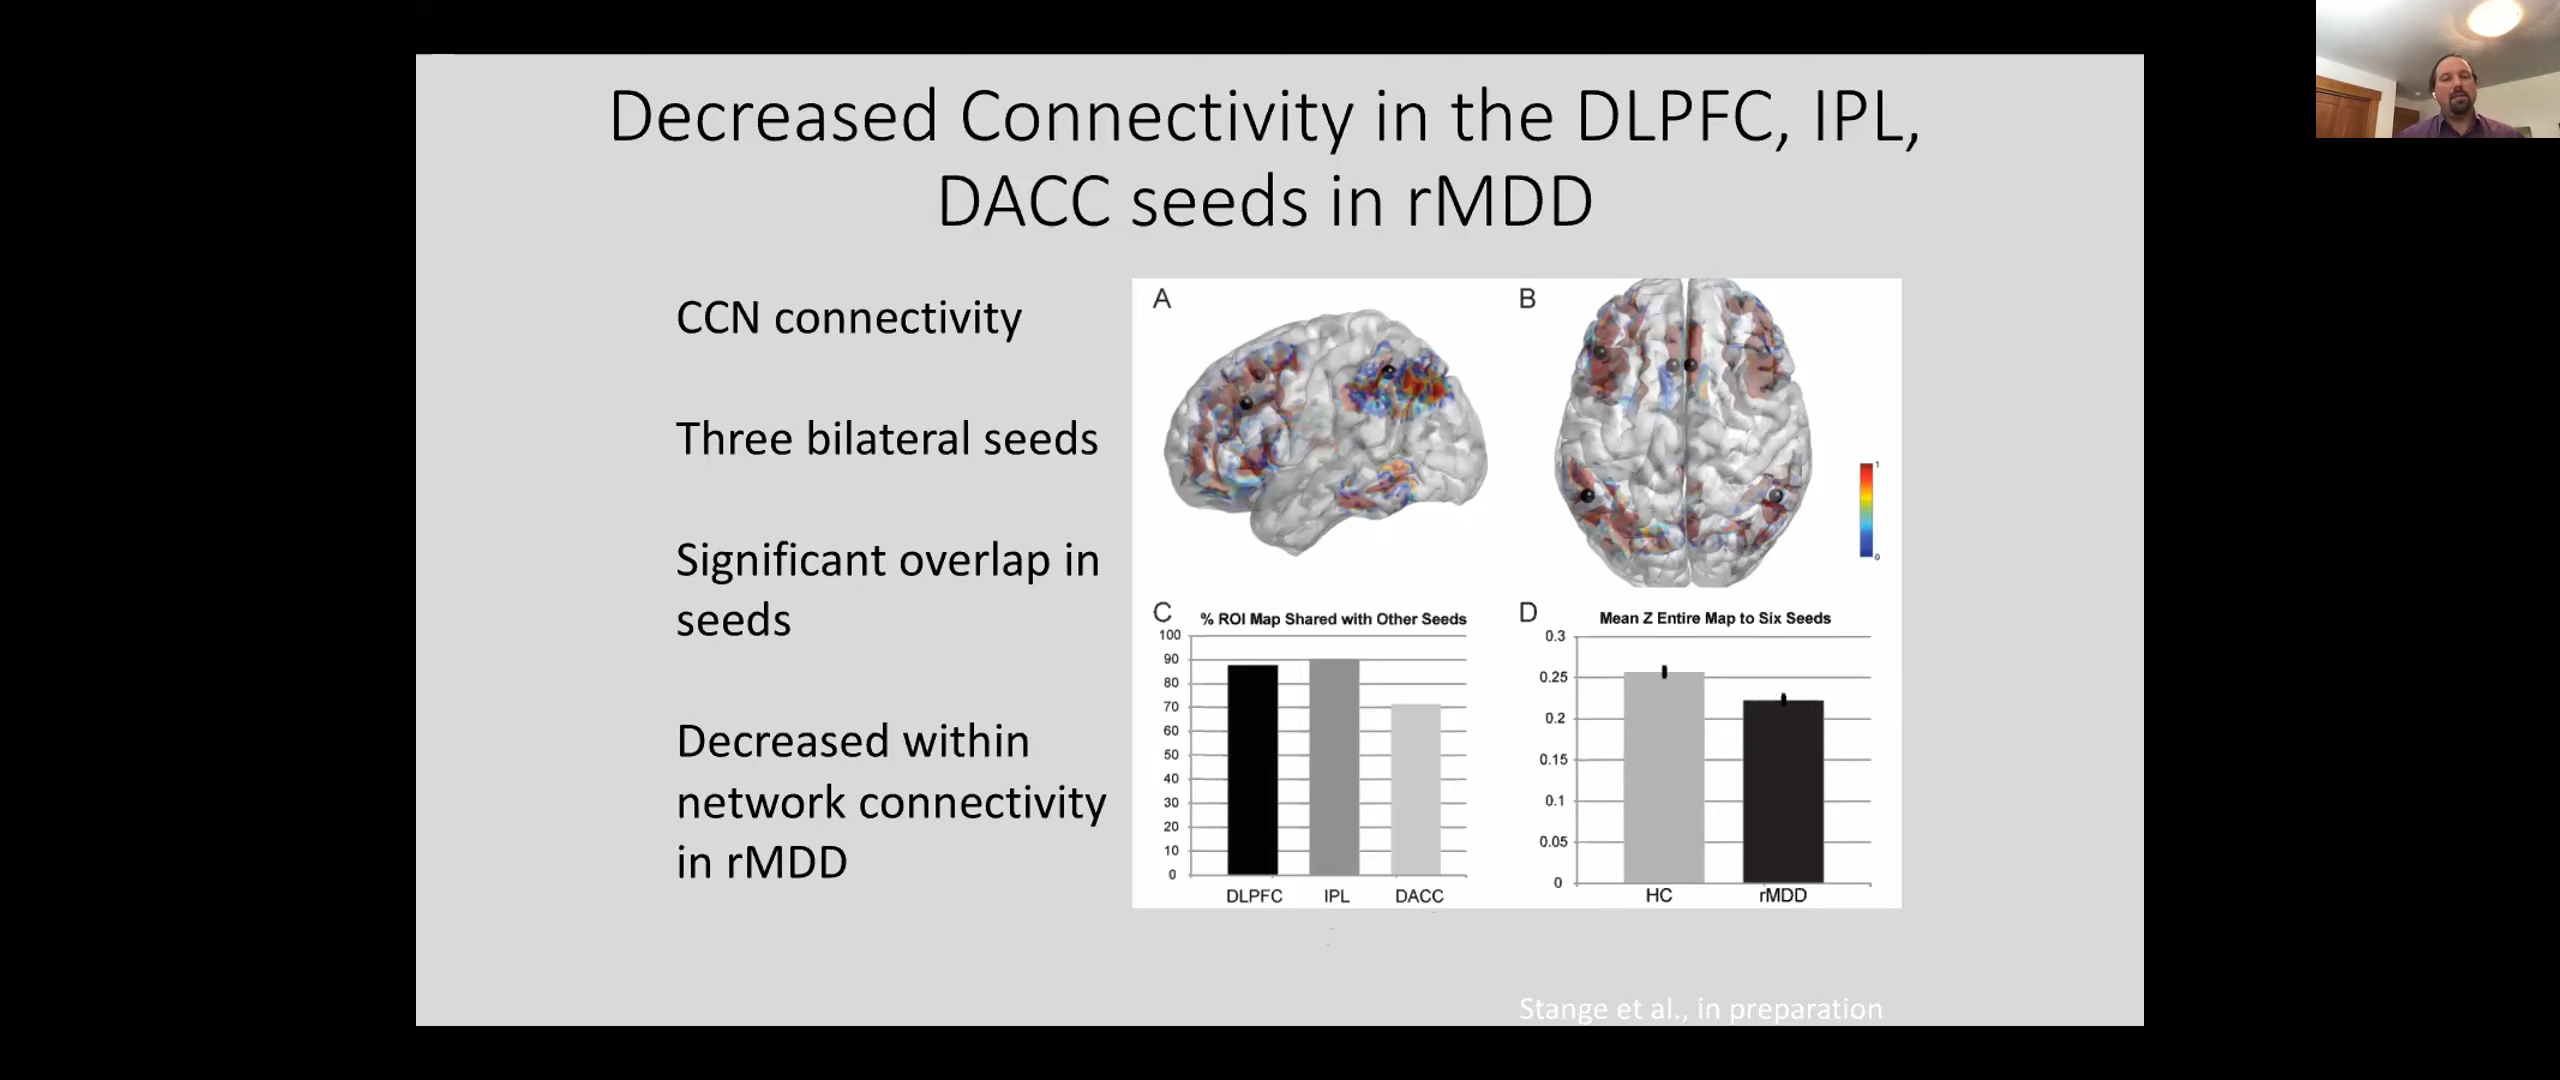 Decreased Connectivity in the DLPFC, IPL,
DACC seeds in rMDD
CCN connectivity
Three bilateral seeds
Significant overlap in
seeds
Decreased within
network connectivity
in rMDD
A
B
1
0
C
% ROI Map Shared with Other Seeds
100
90
80
70
60
50
40
30
20
10
0
DLPFC IPL DACC
D
Mean Z Entire Map to Six Seeds
0.3
0.25
0.2
0.15
0.1
0.05
0
HC rMDD
Stange et al., in preparation